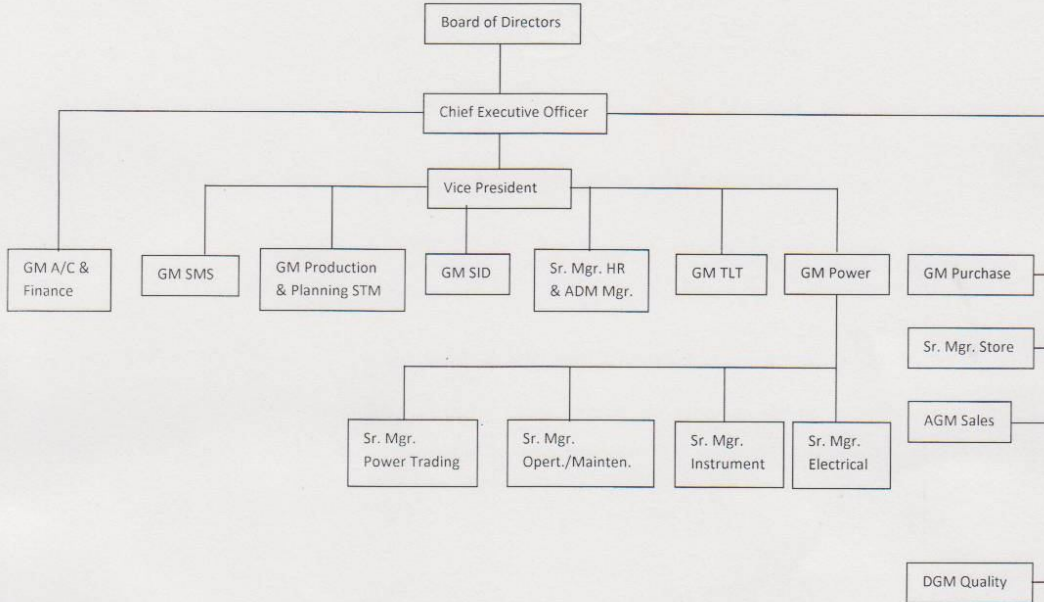 Board of Directors
Chief Executive Officer
Vice President
GM A/C &
Finance
GM SMS
GM Production
& Planning STM
GM SID
Sr. Mgr. HR
& ADM Mgr.
GM TLT
GM Power
GM Purchase
Sr. Mgr. Store
AGM Sales
Sr. Mgr.
Power Trading
Sr. Mgr.
Opert./Mainten.
Sr. Mgr.
Instrument
Sr. Mgr.
Electrical
DGM Quality